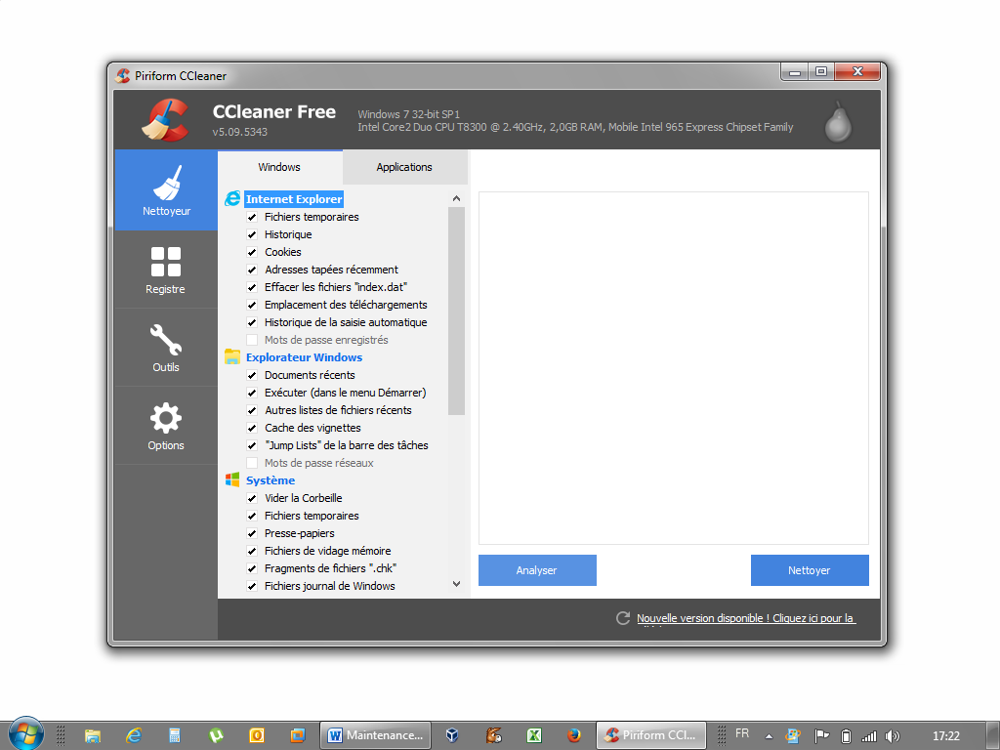 Piriform CCleaner
CCleaner Free
v5.09.5343
Windows 7 32-bit SP1
Intel Core2 Duo CPU T8300 @ 2.40GHz, 2,0GB RAM, Mobile Intel 965 Express Chipset Family
Nettoyeur
Registre
Outils
Options
Windows
Applications
Internet Explorer
Fichiers temporaires
Historique
Cookies
Adresses tapées récemment
Effacer les fichiers "index.dat"
Emplacement des téléchargements
Historique de la saisie automatique
Mots de passe enregistrés
Explorateur Windows
Documents récents
Exécuter (dans le menu Démarrer)
Autres listes de fichiers récents
Cache des vignettes
"Jump Lists" de la barre des tâches
Mots de passe réseaux
Système
Vider la Corbeille
Fichiers temporaires
Presse-papiers
Fichiers de vidage mémoire
Fragments de fichiers ".chk"
Fichiers journal de Windows
Analyser
Nettoyer
Nouvelle version disponible ! Cliquez ici pour la
Maintenance...
Piriform CCl...
FR
17:22